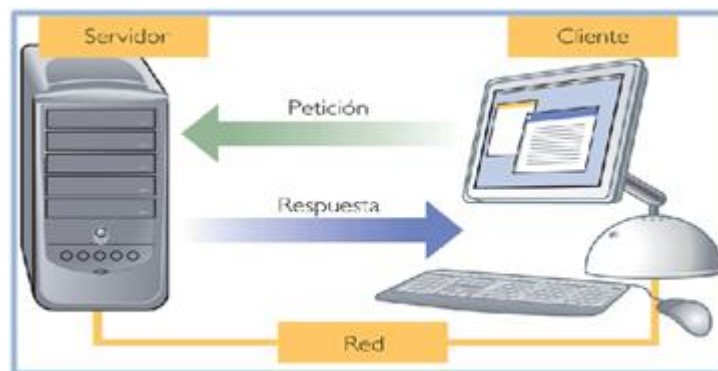 Servidor
Cliente
Petición
Respuesta
Red